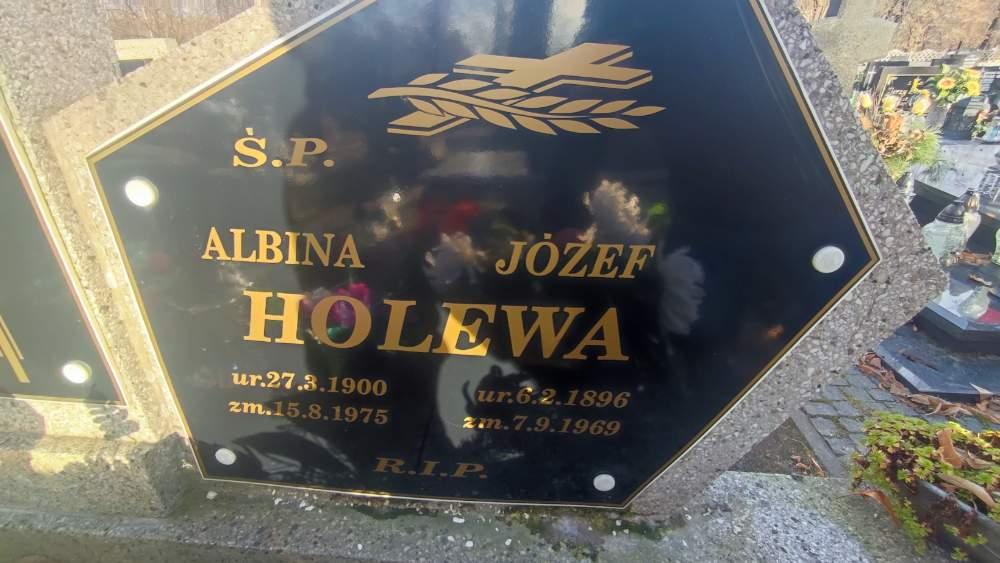 Ś.P.
ALBINA JÓZEF
HOLEWA
ur.27.3.1900 ur.6.2.1896
zm.15.8.1975 zm.7.9.1969
R.I.P.